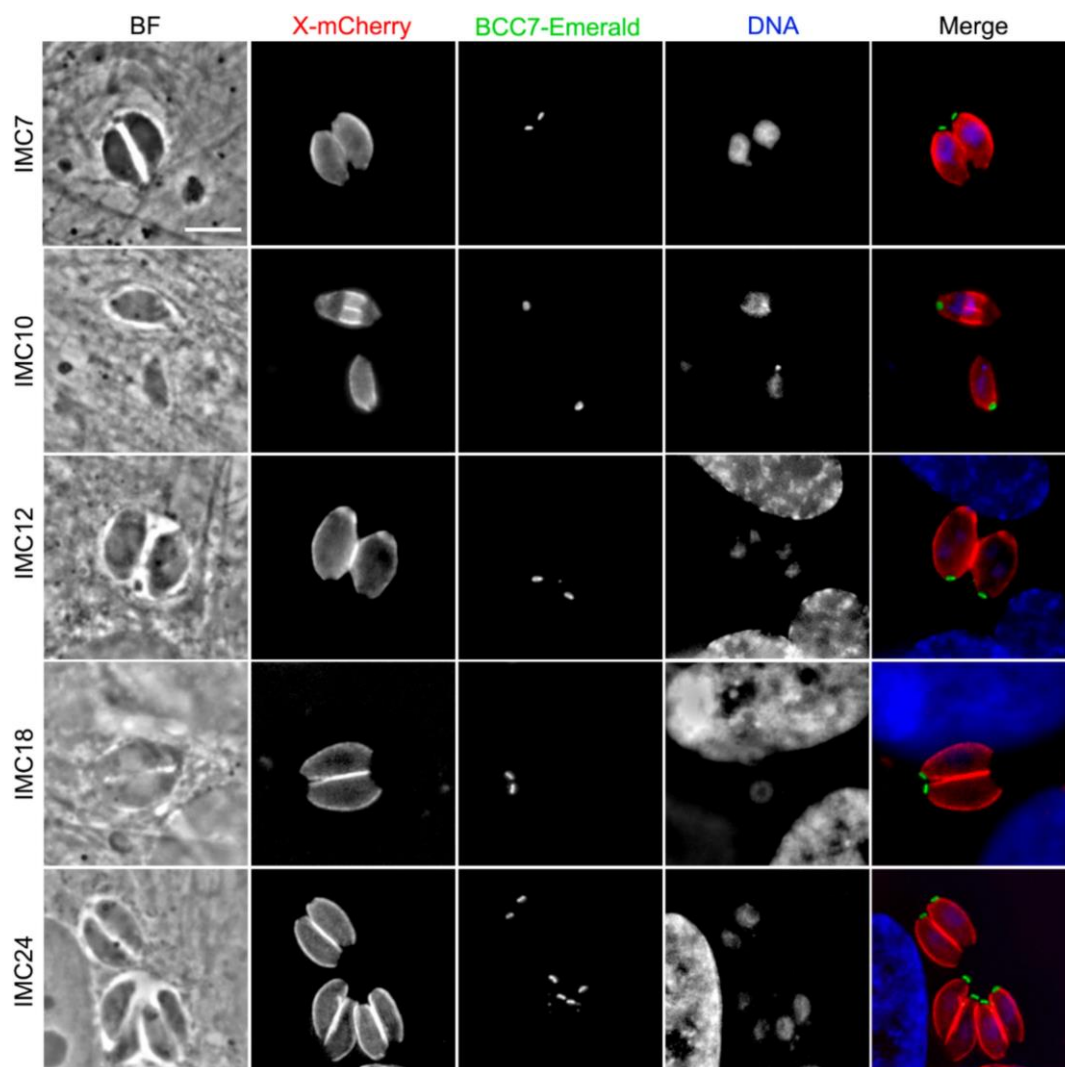 BF X-mCherry BCC7-Emerald DNA Merge
IMC7
IMC10
IMC12
IMC18
IMC24